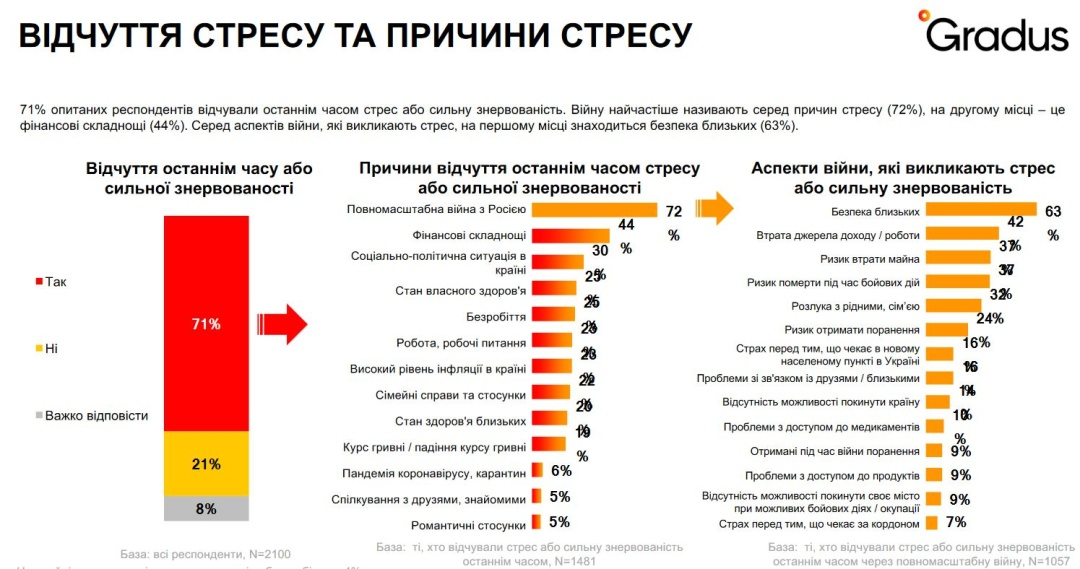 ВІДЧУТТЯ СТРЕСУ ТА ПРИЧИНИ СТРЕСУ
Gradus
71% опитаних респондентів відчували останнім часом стрес або сильну знервованість. Війну найчастіше називають серед причин стресу (72%), на другому місці – це
фінансові складнощі (44%). Серед аспектів війни, які викликають стрес, на першому місці знаходиться безпека близьких (63%).
Відчуття останнім часу або
сильної знервованості
Так
Ні
Важко відповісти
71%
21%
8%
База: всі респонденти, N=2100
Причини відчуття останнім часом стресу
або сильної знервованості
Повномасштабна війна з Росією 72%
Фінансові складнощі 44%
Соціально-політична ситуація в
країні 30%
Стан власного здоров'я
Безробіття
Робота, робочі питання
Високий рівень інфляції в країні
Сімейні справи та стосунки
Стан здоров'я близьких
Курс гривні / падіння курсу гривні 19%
Пандемія коронавірусу, карантин 6%
Спілкування з друзями, знайомими 5%
Романтичні стосунки 5%
База: ті, хто відчували стрес або сильну знервованість
останнім часом, N=1481
Аспекти війни, які викликають стрес
або сильну знервованість
Безпека близьких 63%
Втрата джерела доходу / роботи 42
Ризик втрати майна 37%
Ризик померти під час бойових дій 37%
Розлука з рідними, сім’єю 32%
Ризик отримати поранення 24%
Страх перед тим, що чекає в новому
населеному пункті в Україні 16%
Проблеми зі зв'язком із друзями / близькими 16
Відсутність можливості покинути країну 14
Проблеми з доступом до медикаментів 10%
Отримані під час війни поранення 9%
Проблеми з доступом до продуктів 9%
Відсутність можливості покинути своє місто
при можливих бойових діях / окупації 9%
Страх перед тим, що чекає за кордоном 7%
База: ті, хто відчували стрес або сильну знервованість
останнім часом через повномасштабну війну, N=1057